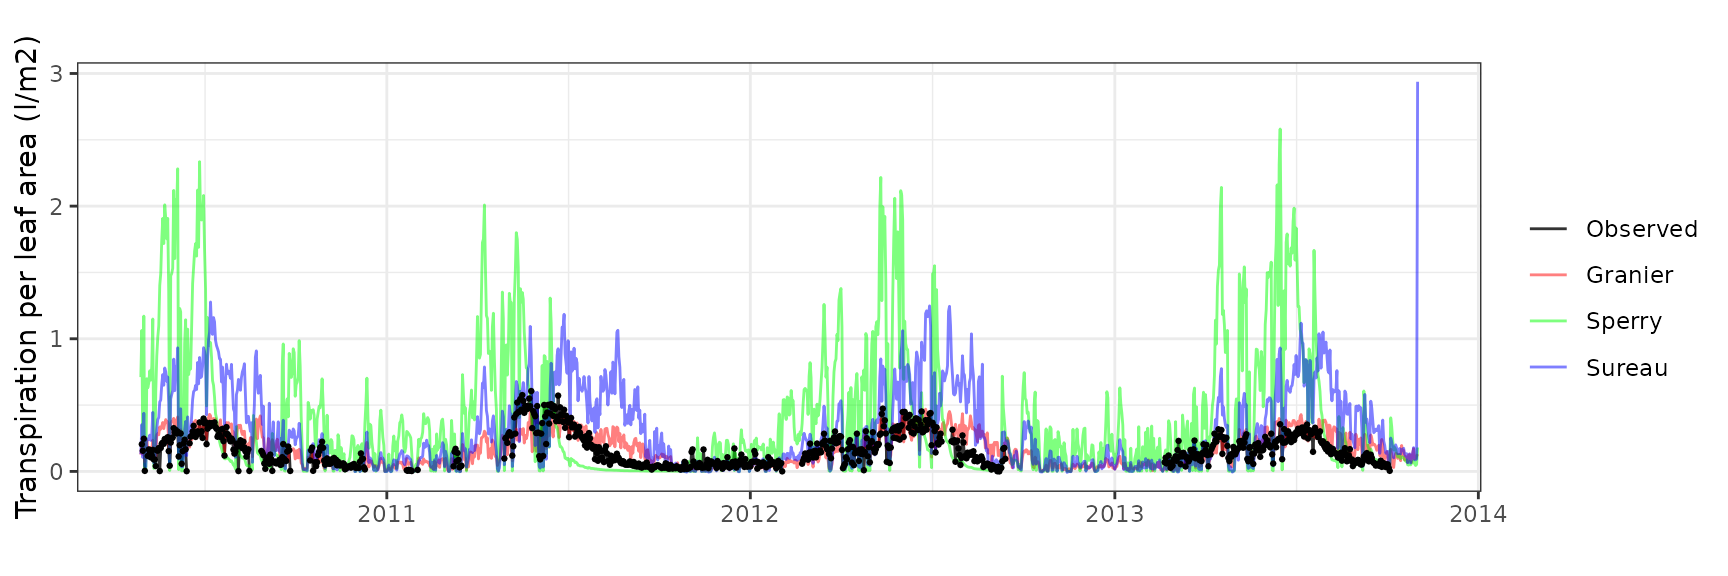 Transpiration per leaf area (l/m2)
3
2
1
0
2011
2012
2013
2014
Observed
Granier
Sperry
Sureau